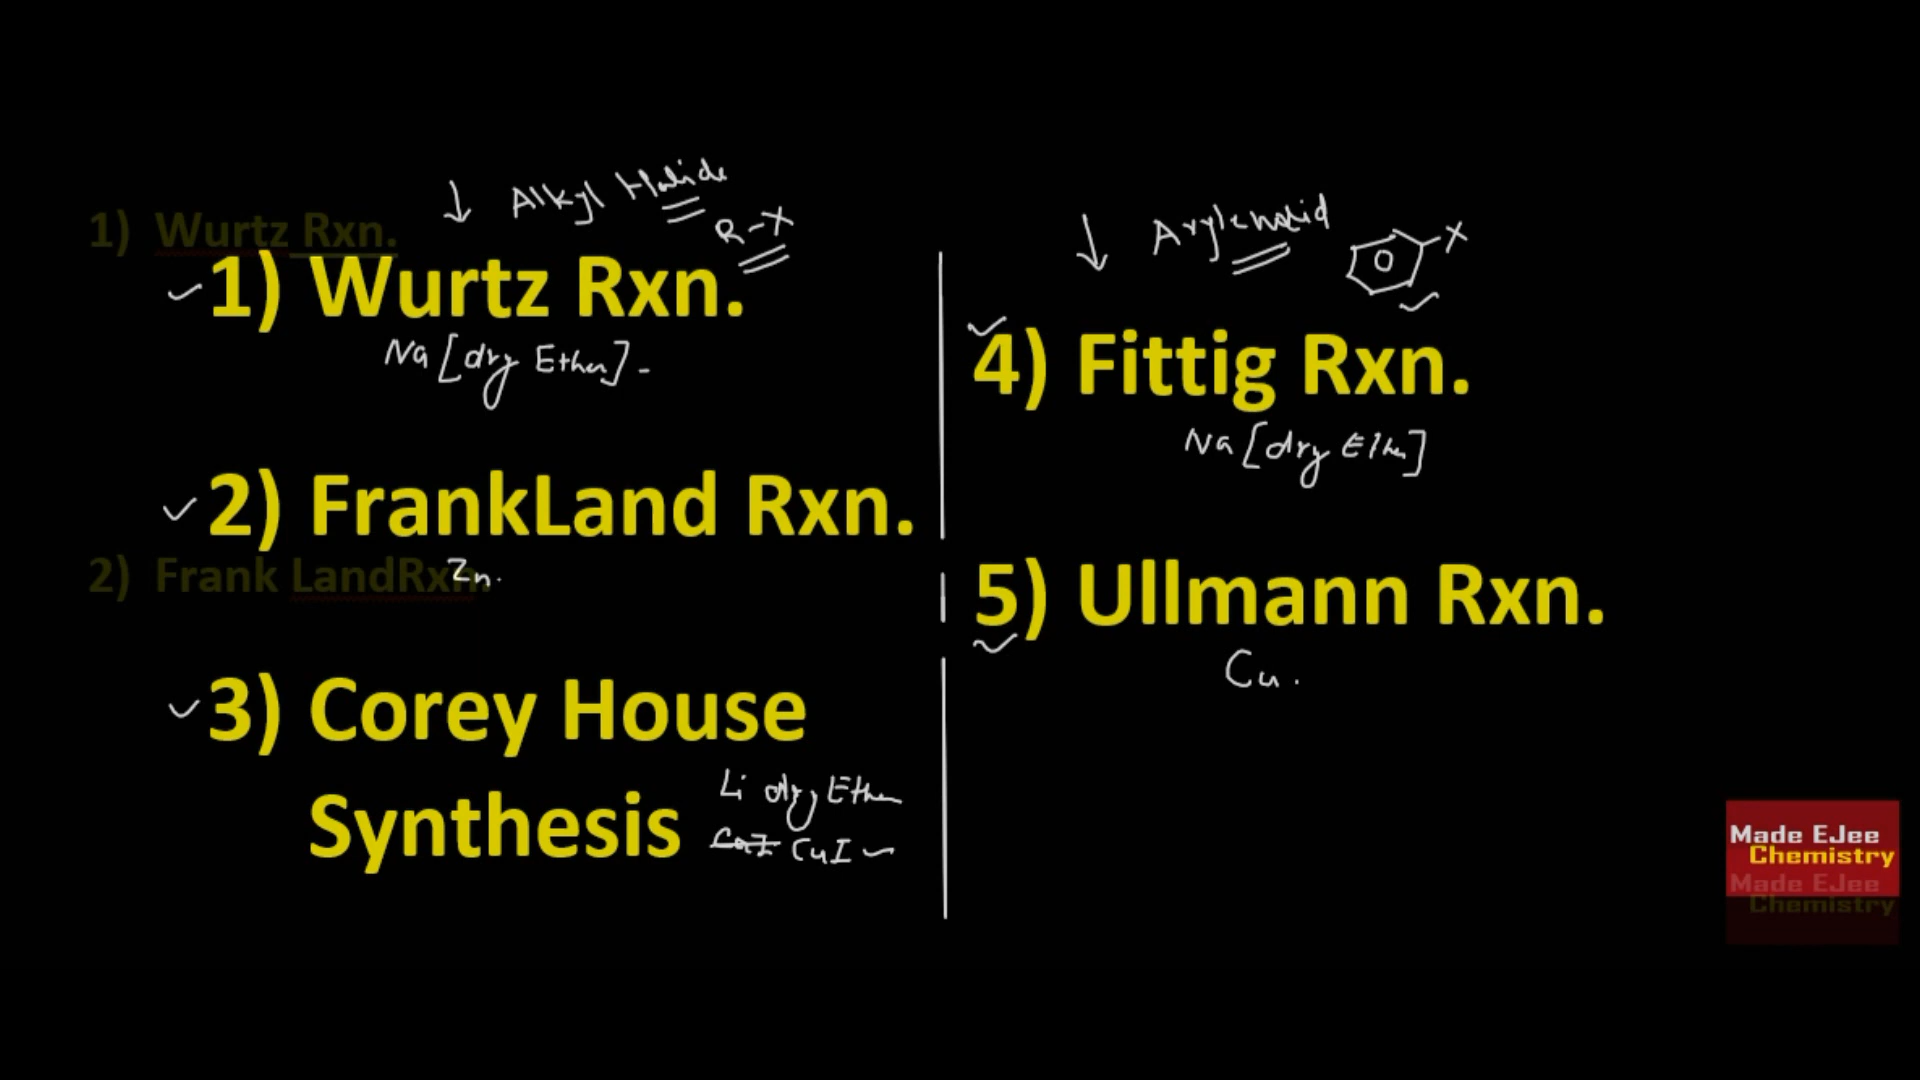 ↓ Alkyl Halide
R-X
1) Wurtz Rxn.
1) Wurtz Rxn.
Na [dry Ether] -
2) FrankLand Rxn.
2) Frank LandRxn.
Zn.
3) Corey House
Synthesis
Li dry Ether
CuI CuI
↓
X
4) Fittig Rxn.
Na [dry Ether]
5) Ullmann Rxn.
Cu.
Made EJee
Chemistry
Made EJee
Chemistry